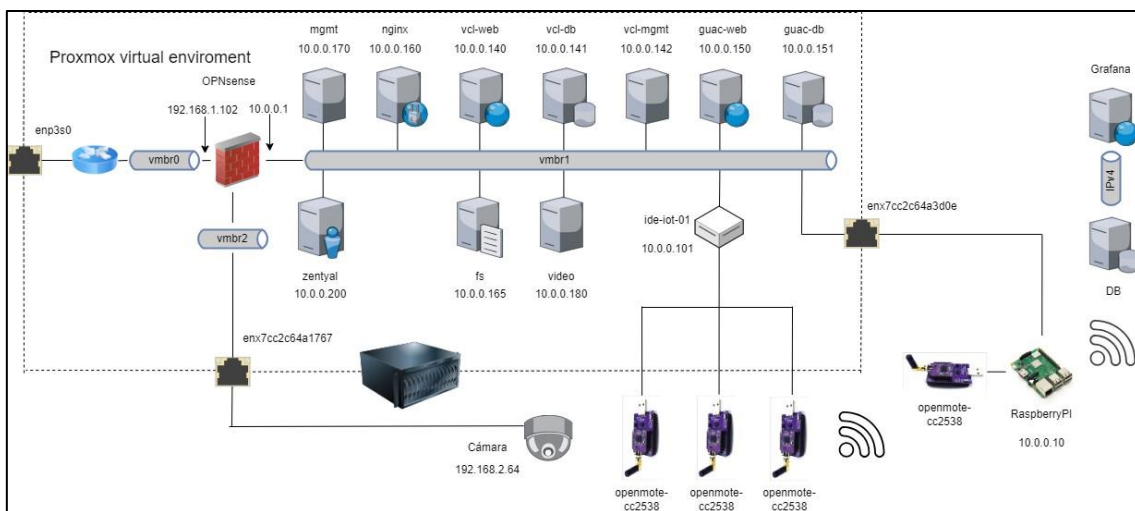 mgmt
10.0.0.170
nginx
10.0.0.160
vcl-web
10.0.0.140
vcl-db
10.0.0.141
vcl-mgmt
10.0.0.142
guac-web
10.0.0.150
guac-db
10.0.0.151
Proxmox virtual enviroment
OPNsense
192.168.1.102
10.0.0.1
enp3s0
vmbr0
vmbr1
vmbr2
Grafana
IPv4
DB
ide-iot-01
10.0.0.101
enx7cc2c64a3d0e
zentyal
10.0.0.200
fs
10.0.0.165
video
10.0.0.180
enx7cc2c64a1767
Cámara
192.168.2.64
openmote-
cc2538
openmote-
cc2538
openmote-
cc2538
openmote-
cc2538
RaspberryPI
10.0.0.10